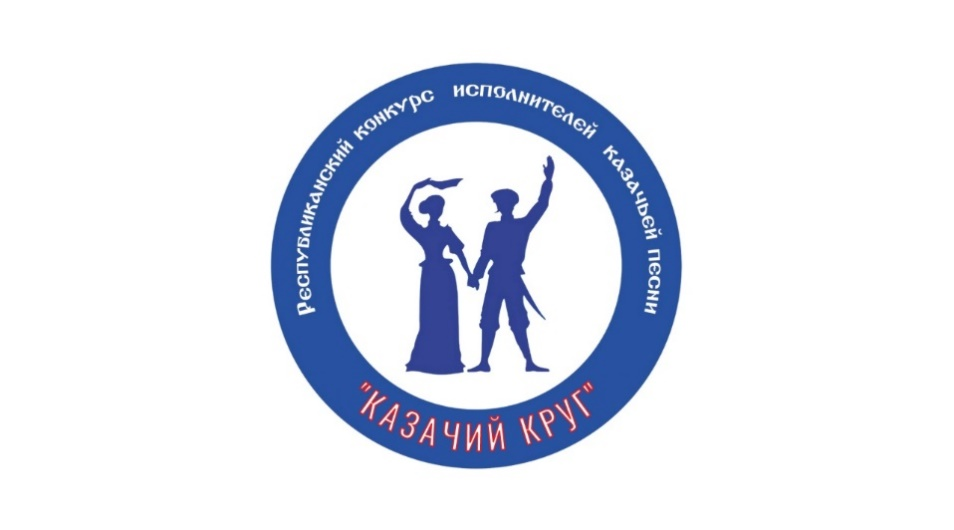 Республиканский конкурс исполнителей казачьей песни
"КАЗАЧИЙ КРУГ"